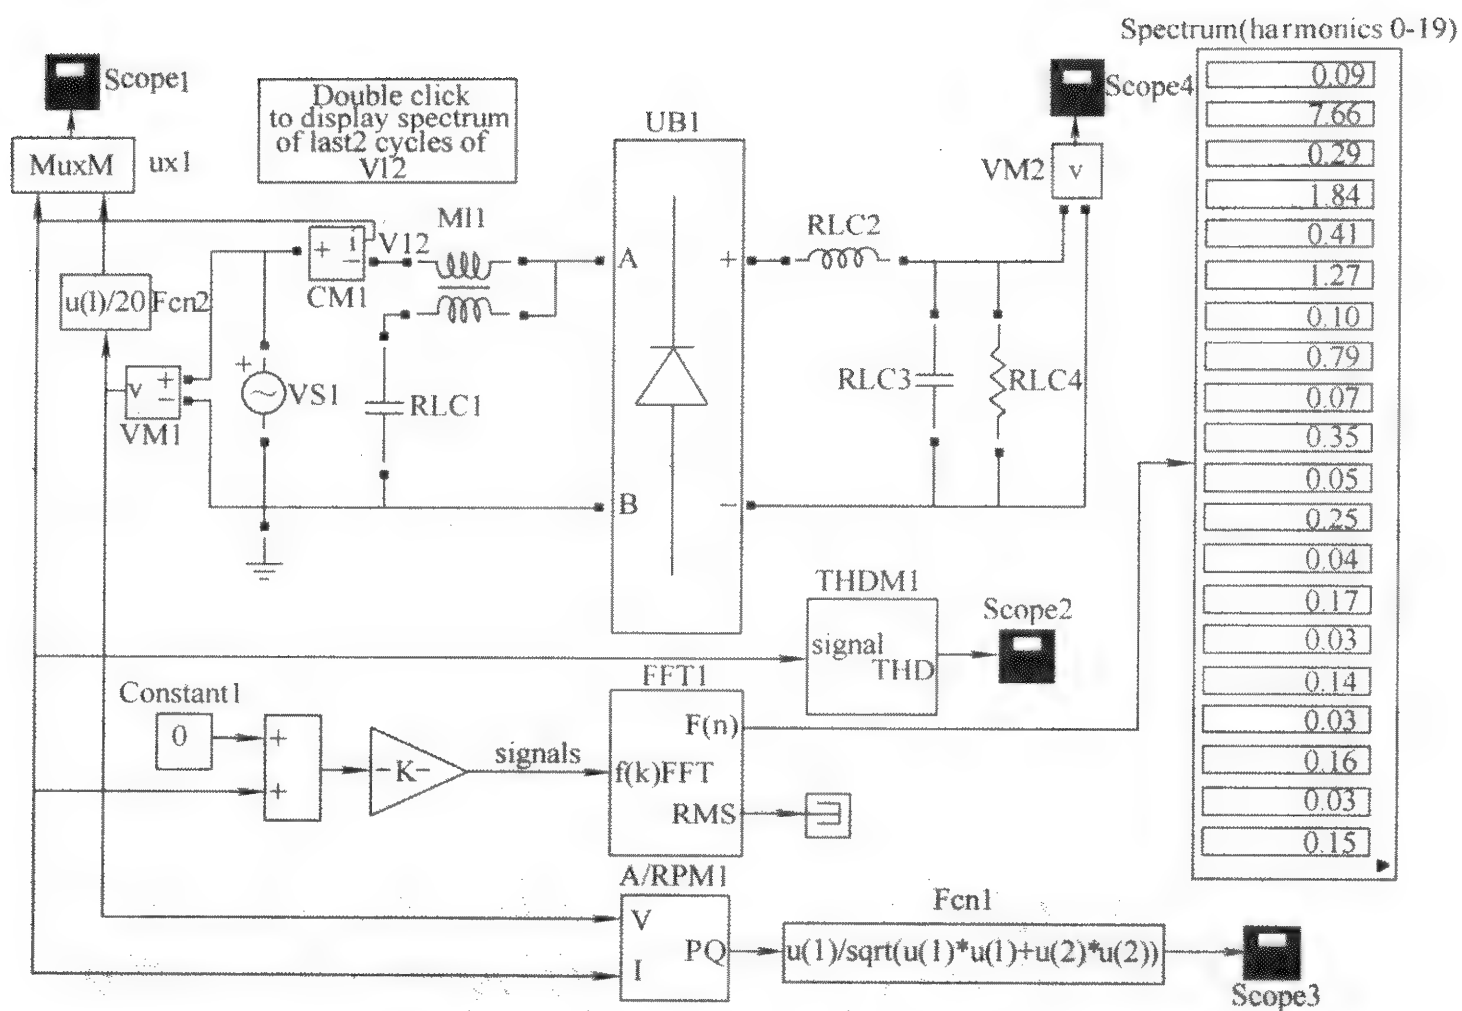 Spectrum(harmonics 0-19)
Scope1
Double click
to display spectrum
of last2 cycles of
V12
MuxM
ux1
UB1
Scope4
VM2
v
0.09
7.66
0.29
1.84
0.41
1.27
0.10
0.79
0.07
0.35
0.05
0.25
0.04
0.17
0.03
0.14
0.03
0.16
0.03
0.15
MI1
V12
+
i
−
CM1
A
+
RLC2
u(1)/20
Fcn2
v
+
−
VM1
+
VS1
RLC1
RLC3
RLC4
B
−
THDM1
signal
THD
Scope2
Constant1
0
+
+
-K-
signals
FFT1
F(n)
f(k)FFT
RMS
A/RPM1
V
PQ
I
Fcn1
u(1)/sqrt(u(1)*u(1)+u(2)*u(2))
Scope3